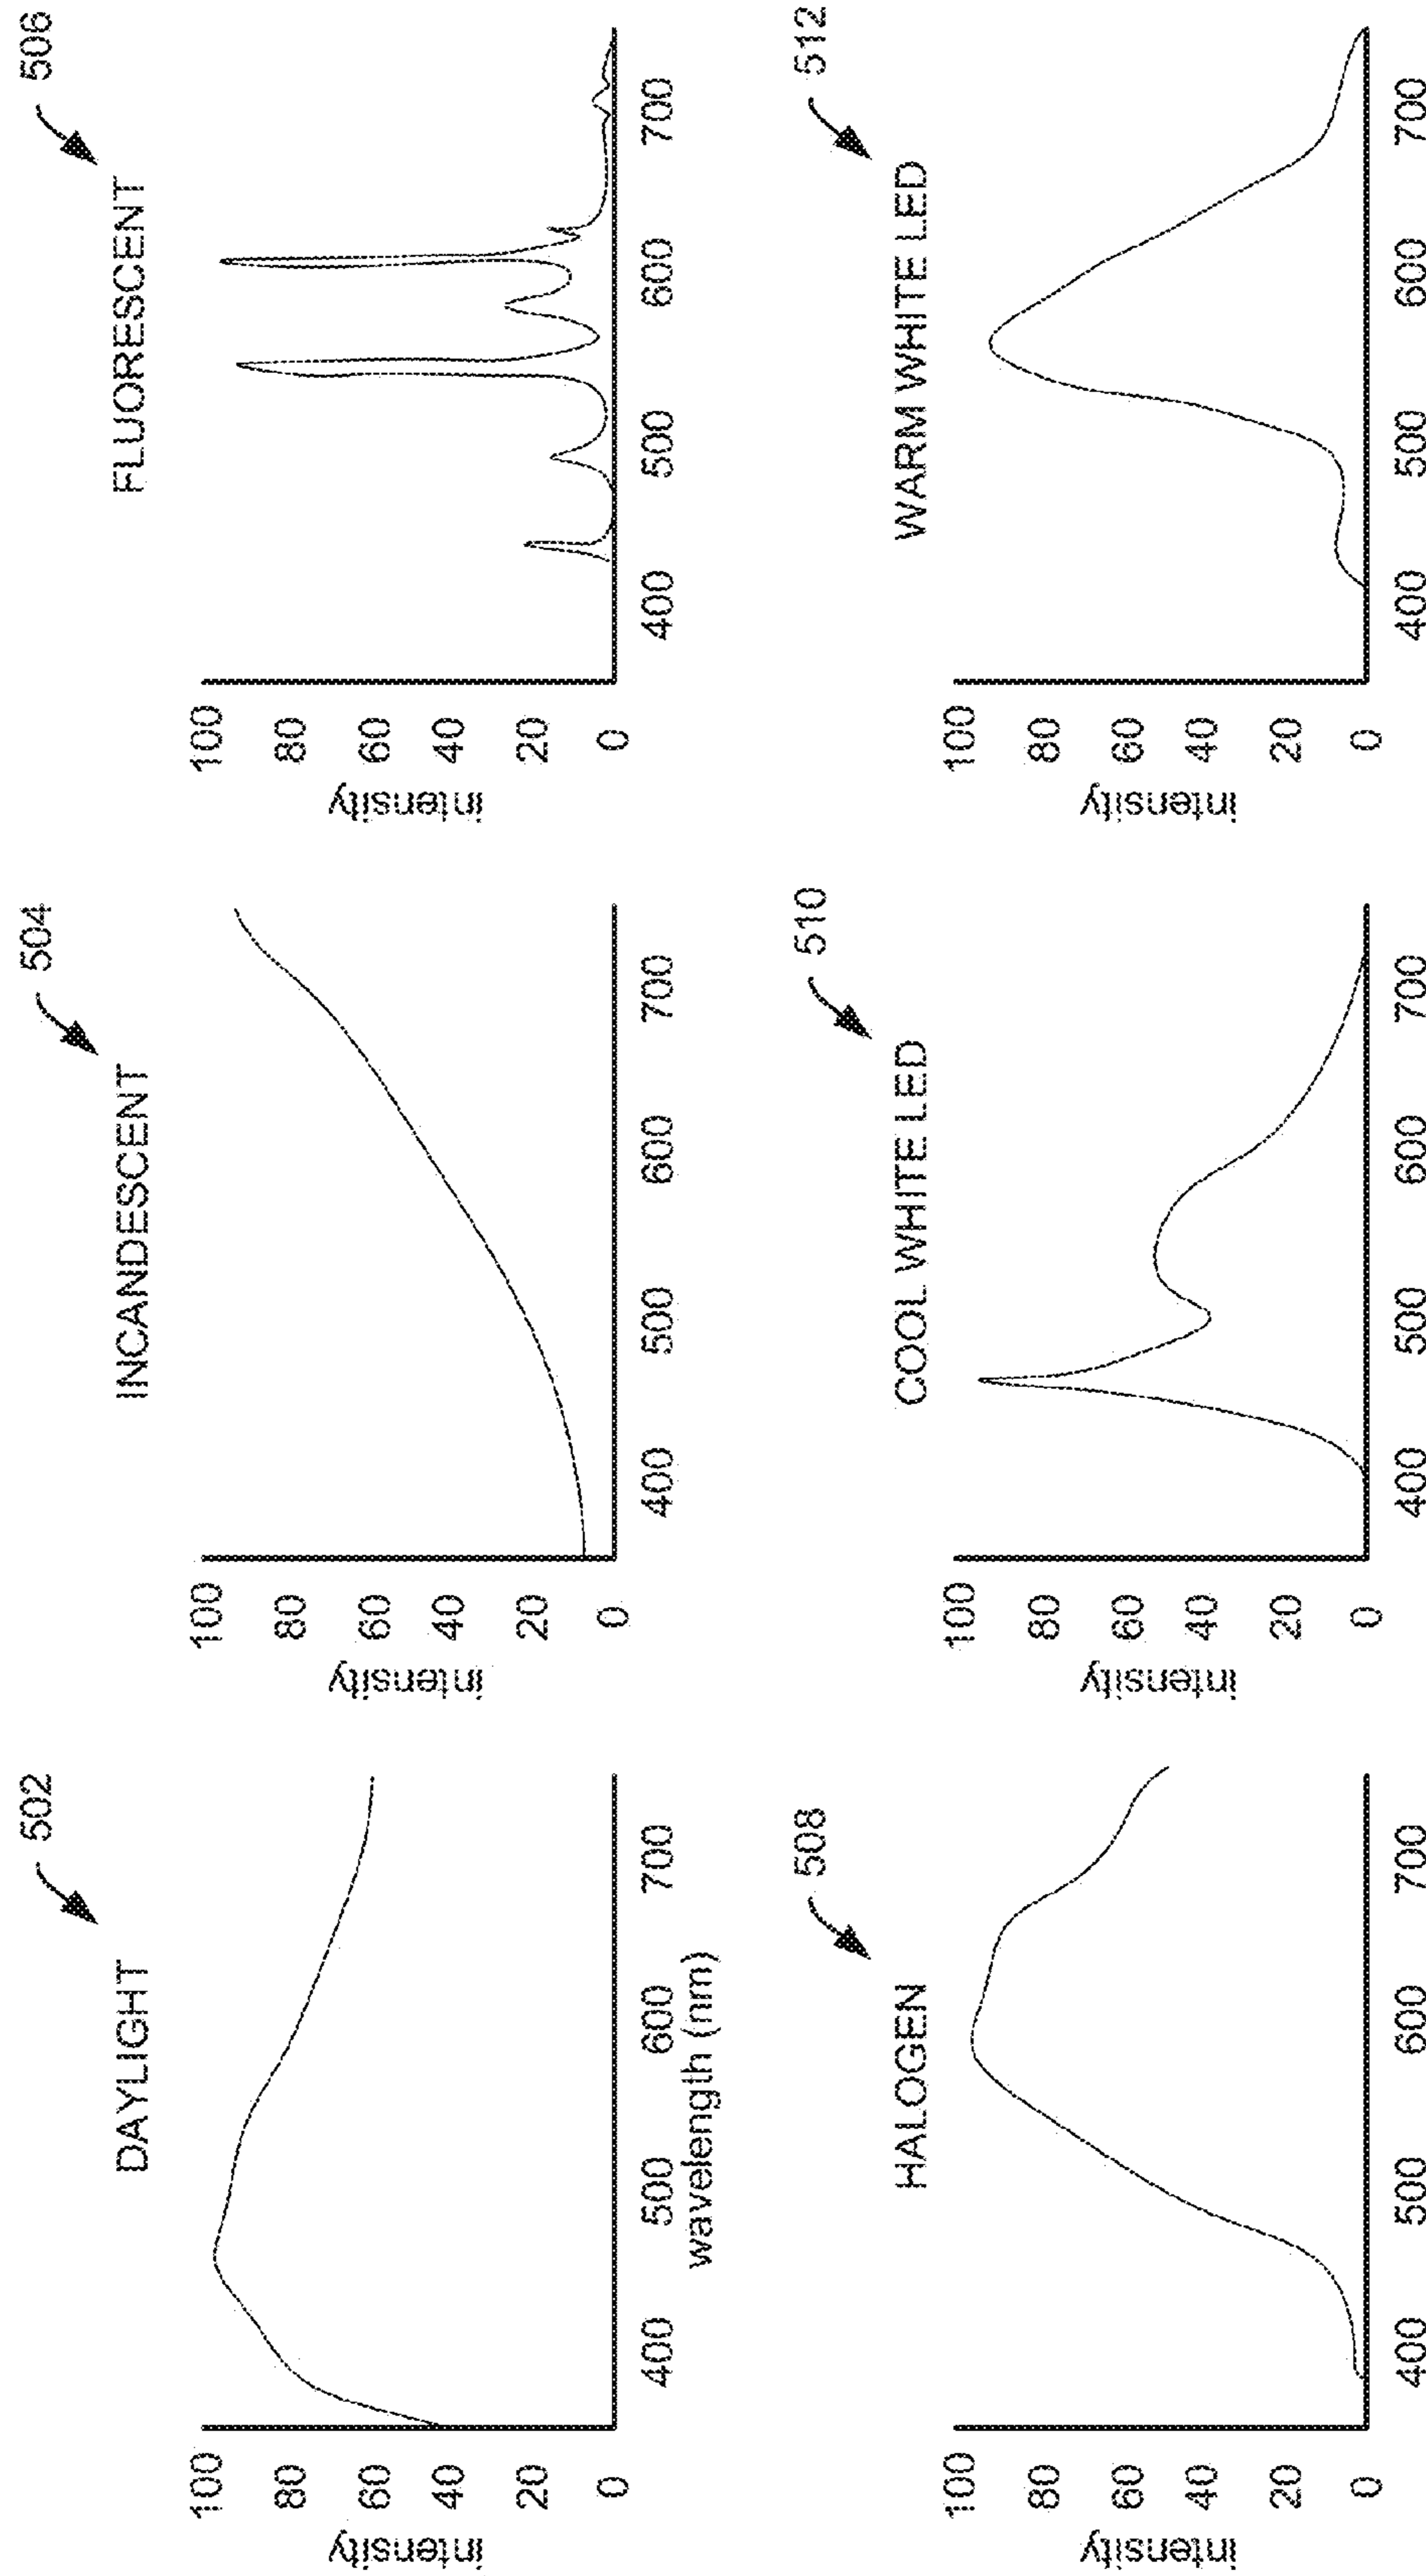 502
DAYLIGHT
intensity
100
80
60
40
20
0
400 500 600 700
wavelength (nm)
504
INCANDESCENT
intensity
100
80
60
40
20
0
400 500 600 700
506
FLUORESCENT
intensity
100
80
60
40
20
0
400 500 600 700
508
HALOGEN
intensity
100
80
60
40
20
0
400 500 600 700
510
COOL WHITE LED
intensity
100
80
60
40
20
0
400 500 600 700
512
WARM WHITE LED
intensity
100
80
60
40
20
0
400 500 600 700